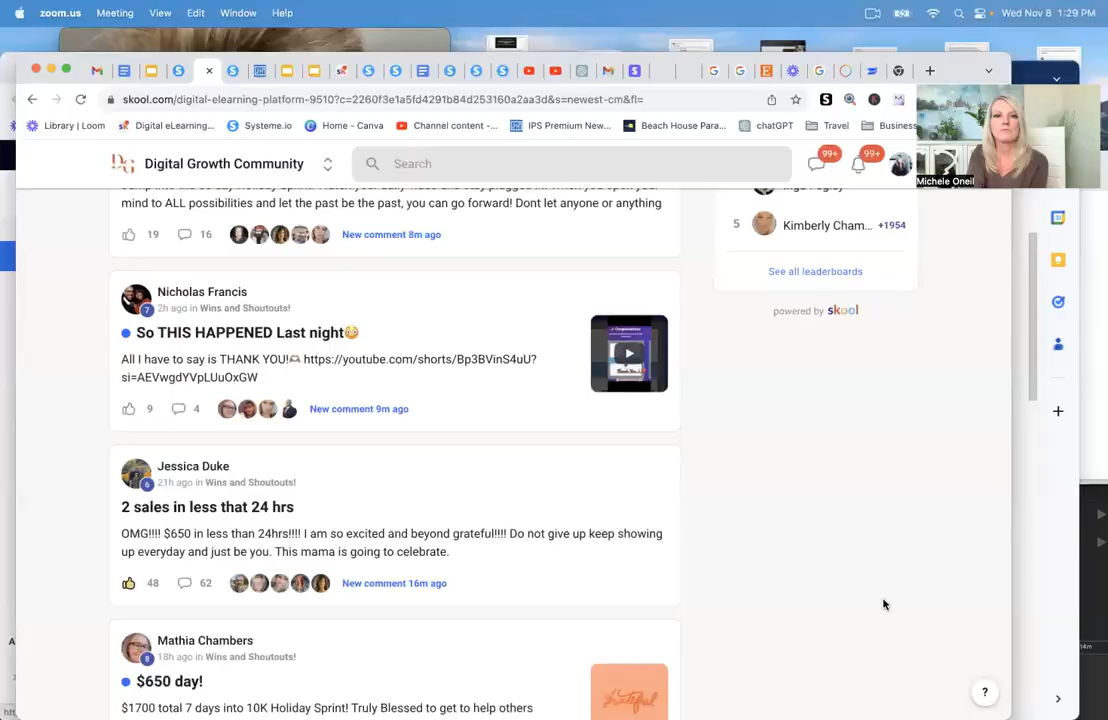 zoom.us Meeting View Edit Window Help Wed Nov 8 1:29 PM
skool.com/digital-elearning-platform-9510?c=2260f3e1a5fd4291b84d253160a2aa3d&s=newest-cm&fl=
Library | Loom Digital eLearning... Systeme.io Home - Canva Channel content -... IPS Premium New... Beach House Para... chatGPT Travel Business
DG Digital Growth Community Search 99+ 99+
Michele Oneil
mind to ALL possibilities and let the past be the past, you can go forward! Dont let anyone or anything
19 16 New comment 8m ago
5 Kimberly Cham... +1954
See all leaderboards
powered by skool
Nicholas Francis
7 2h ago in Wins and Shoutouts!
So THIS HAPPENED Last night😳
All I have to say is THANK YOU!🫶 https://youtube.com/shorts/Bp3BVinS4uU?
si=AEVwgdYVpLUuOxGW
9 4 New comment 9m ago
Jessica Duke
6 21h ago in Wins and Shoutouts!
2 sales in less that 24 hrs
OMG!!!! $650 in less than 24hrs!!!! I am so excited and beyond grateful!!!! Do not give up keep showing
up everyday and just be you. This mama is going to celebrate.
48 62 New comment 16m ago
Mathia Chambers
8 18h ago in Wins and Shoutouts!
$650 day!
$1700 total 7 days into 10K Holiday Sprint! Truly Blessed to get to help others
grateful
?